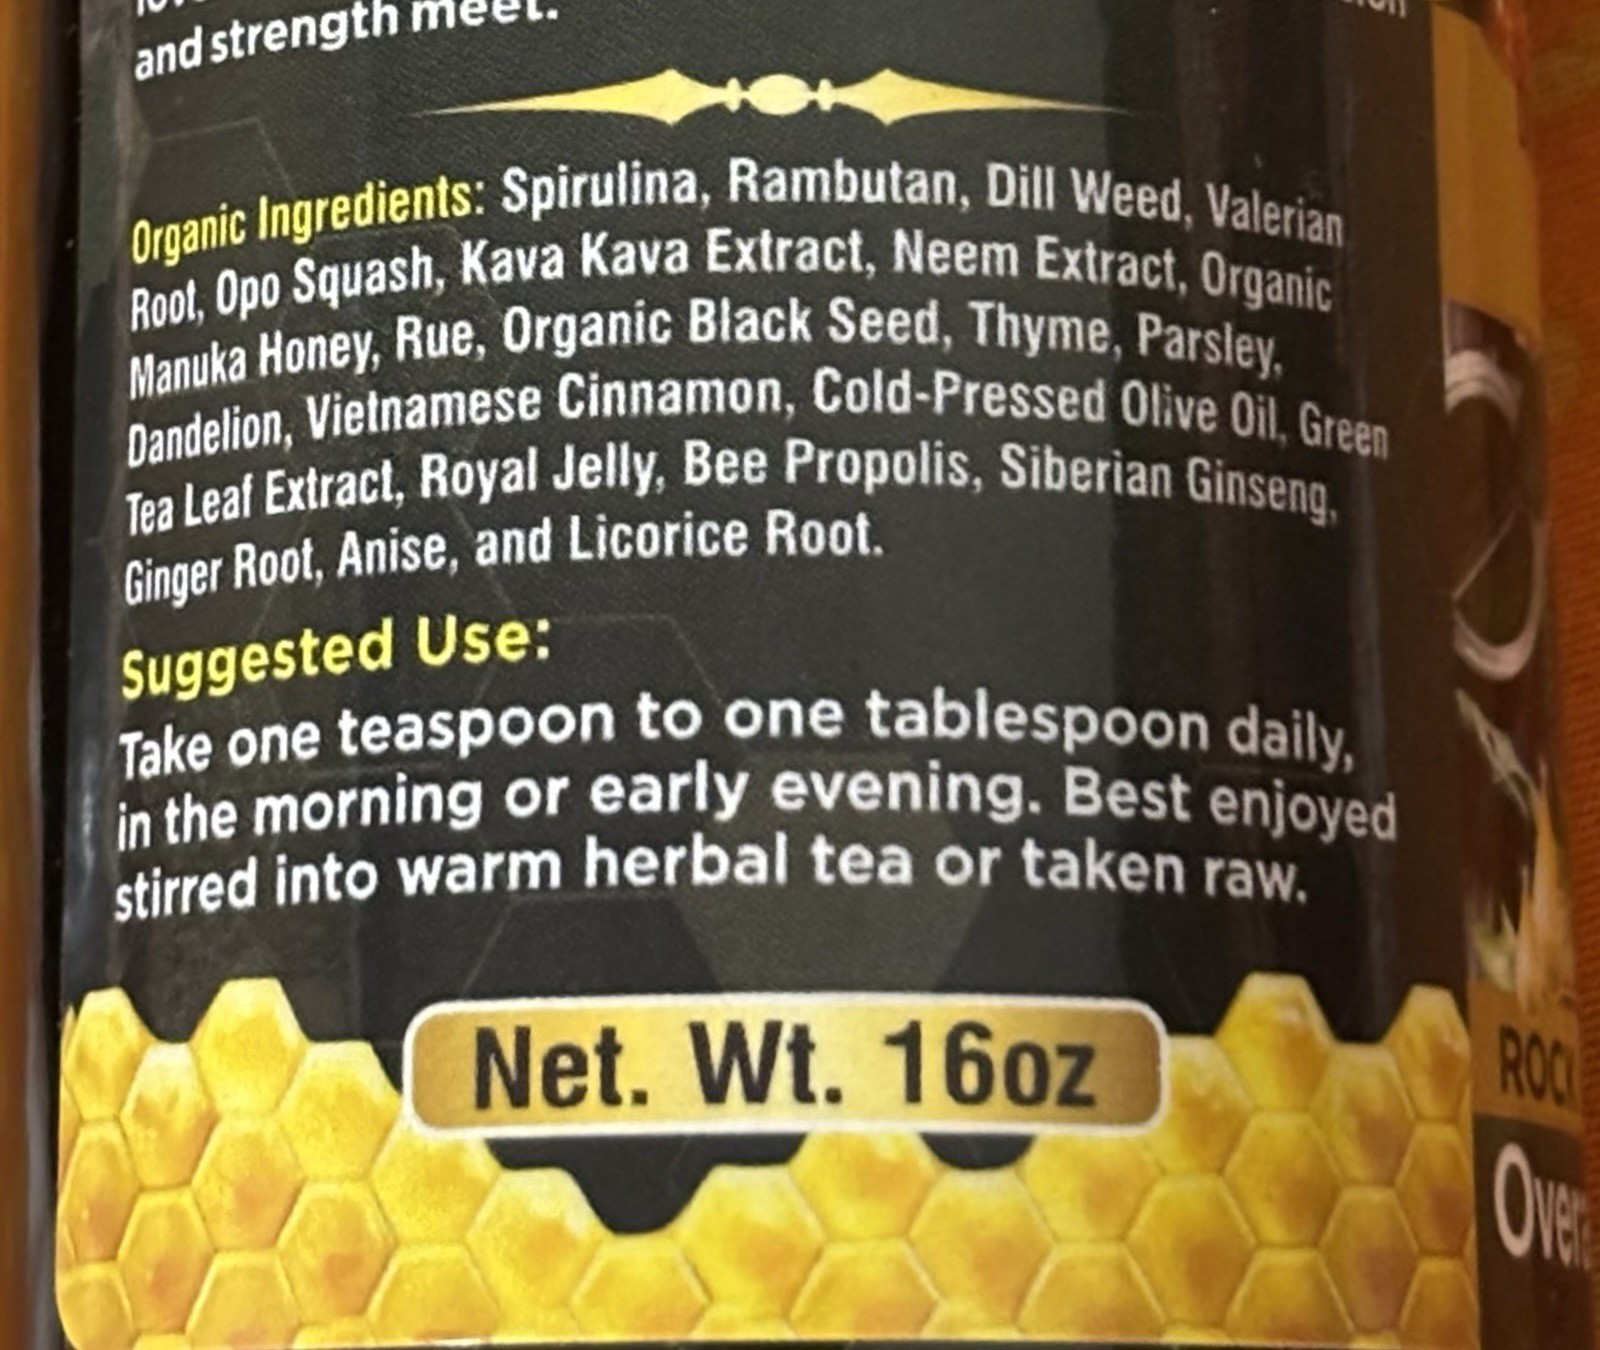 and strength meet.
Organic Ingredients: Spirulina, Rambutan, Dill Weed, Valerian
Root, Opo Squash, Kava Kava Extract, Neem Extract, Organic
Manuka Honey, Rue, Organic Black Seed, Thyme, Parsley,
Dandelion, Vietnamese Cinnamon, Cold-Pressed Olive Oil, Green
Tea Leaf Extract, Royal Jelly, Bee Propolis, Siberian Ginseng,
Ginger Root, Anise, and Licorice Root.
Suggested Use:
Take one teaspoon to one tablespoon daily,
in the morning or early evening. Best enjoyed
stirred into warm herbal tea or taken raw.
Net. Wt. 16oz